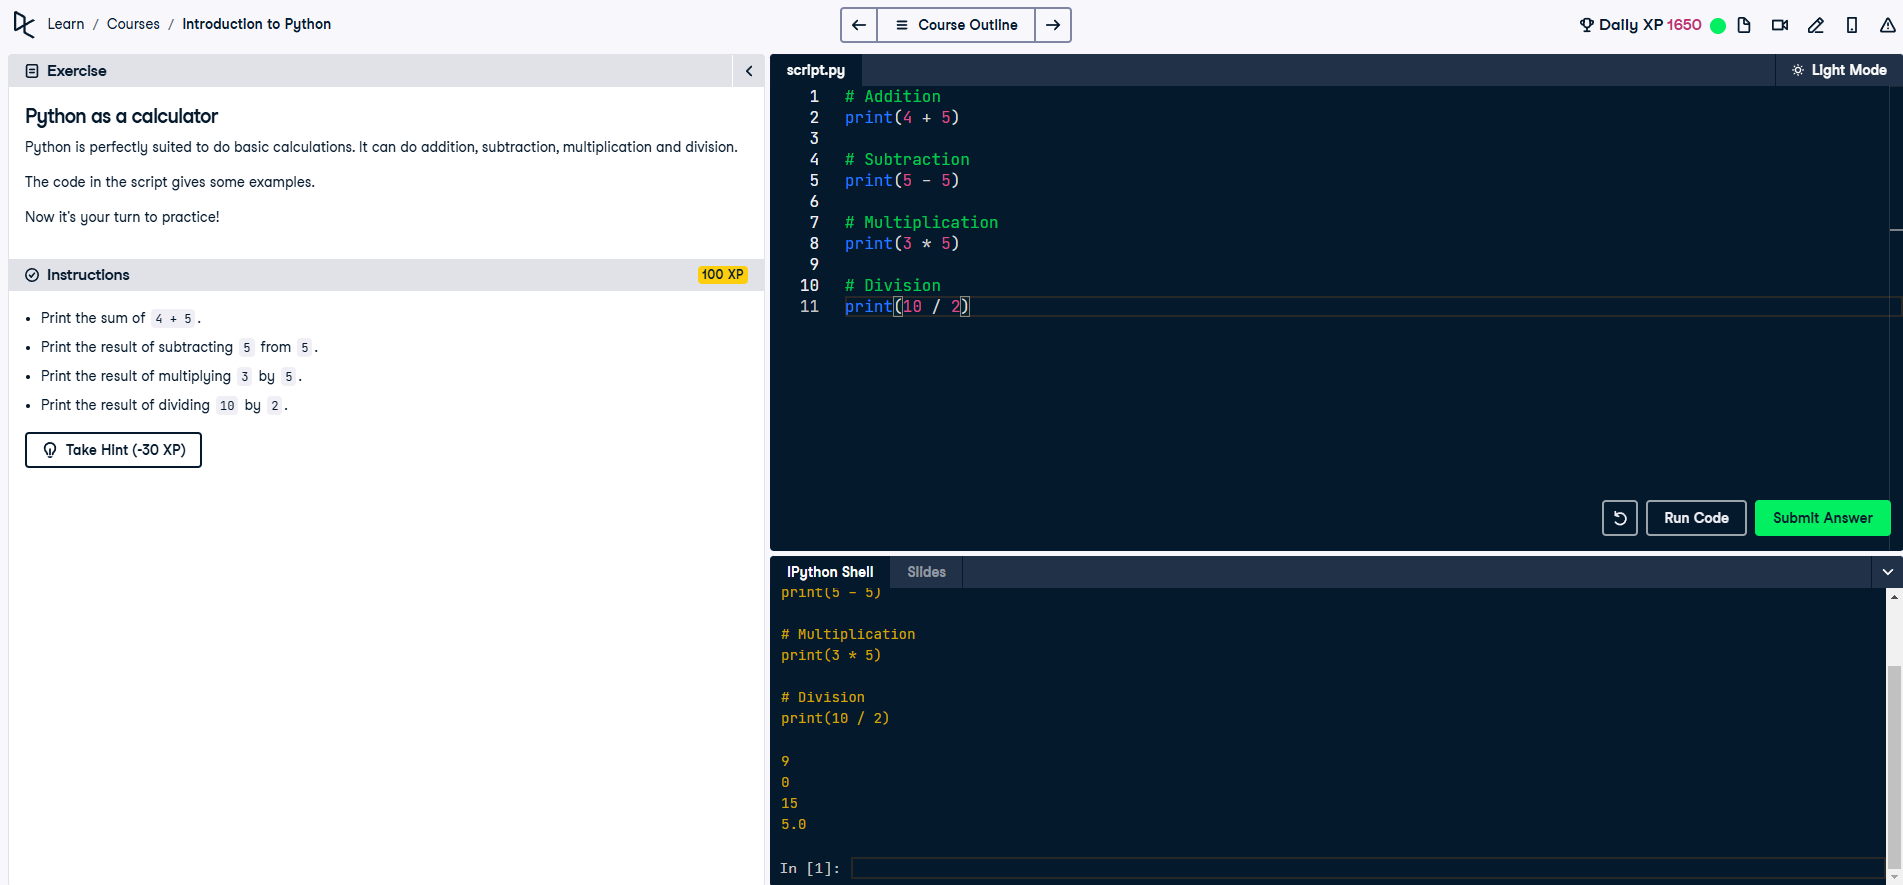 Learn / Courses / Introduction to Python
Course Outline
Daily XP 1650
Exercise
Python as a calculator
Python is perfectly suited to do basic calculations. It can do addition, subtraction, multiplication and division.
The code in the script gives some examples.
Now it's your turn to practice!
Instructions
100 XP
• Print the sum of 4 + 5 .
• Print the result of subtracting 5 from 5 .
• Print the result of multiplying 3 by 5 .
• Print the result of dividing 10 by 2 .
Take Hint (-30 XP)
script.py
Light Mode
1 # Addition
2 print(4 + 5)
3
4 # Subtraction
5 print(5 - 5)
6
7 # Multiplication
8 print(3 * 5)
9
10 # Division
11 print(10 / 2)
Run Code
Submit Answer
IPython Shell
Slides
print(5 - 5)
# Multiplication
print(3 * 5)
# Division
print(10 / 2)
9
0
15
5.0
In [1]: